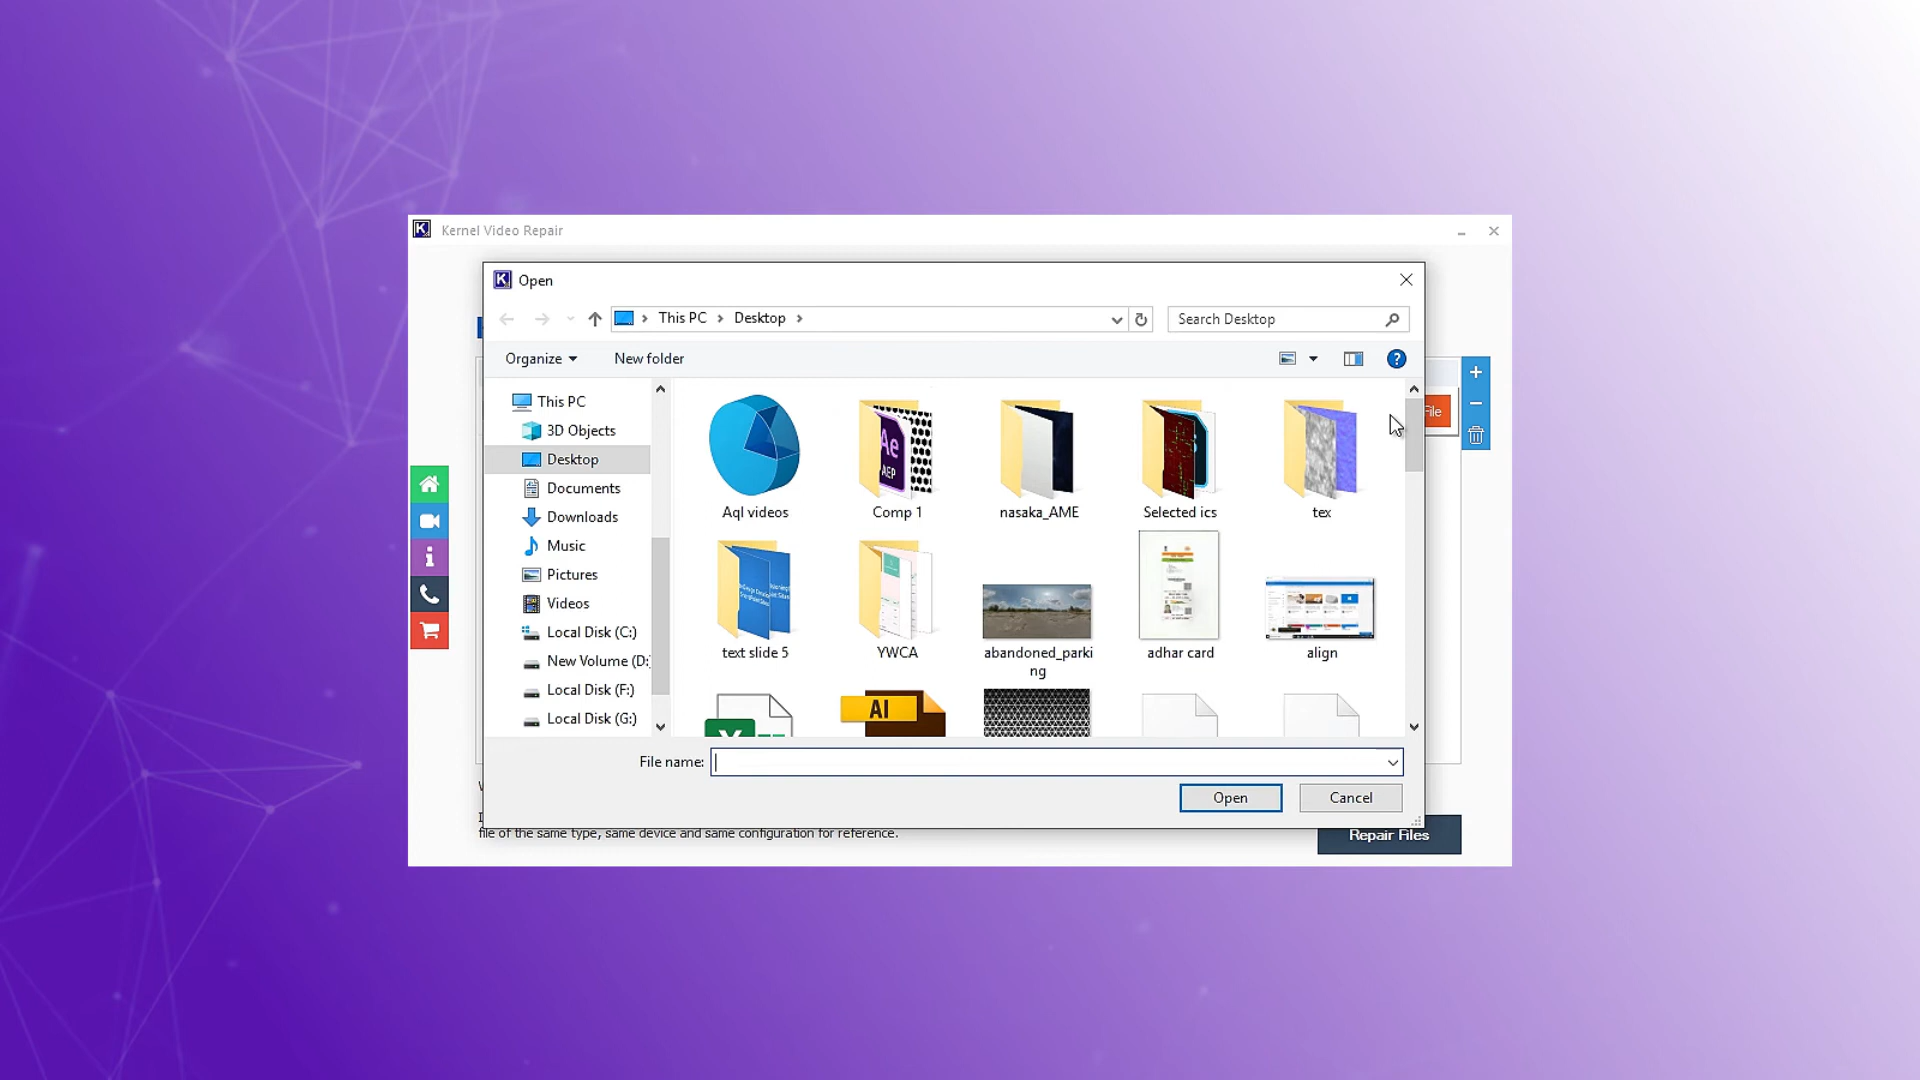 Kernel Video Repair
Open
This PC > Desktop >
Search Desktop
Organize
New folder
This PC
3D Objects
Desktop
Documents
Downloads
Music
Pictures
Videos
Local Disk (C:)
New Volume (D:
Local Disk (F:)
Local Disk (G:)
Aql videos
Comp 1
nasaka_AME
Selected ics
tex
Ae
AEP
text slide 5
YWCA
abandoned_parki
ng
adhar card
align
AI
File
File name:
Open
Cancel
file of the same type, same device and same configuration for reference.
Repair Files